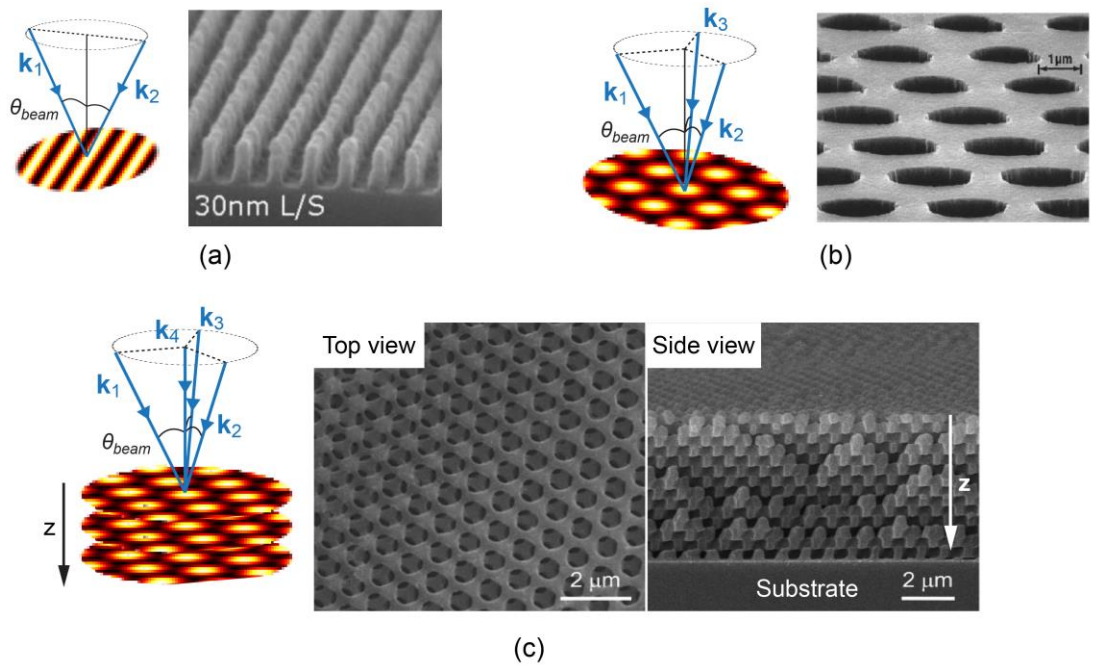 k1
k2
θbeam
30nm L/S
(a)
k3
k1
k2
θbeam
1µm
(b)
k4
k3
k1
k2
θbeam
z
Top view
2 µm
Side view
z
Substrate
2 µm
(c)